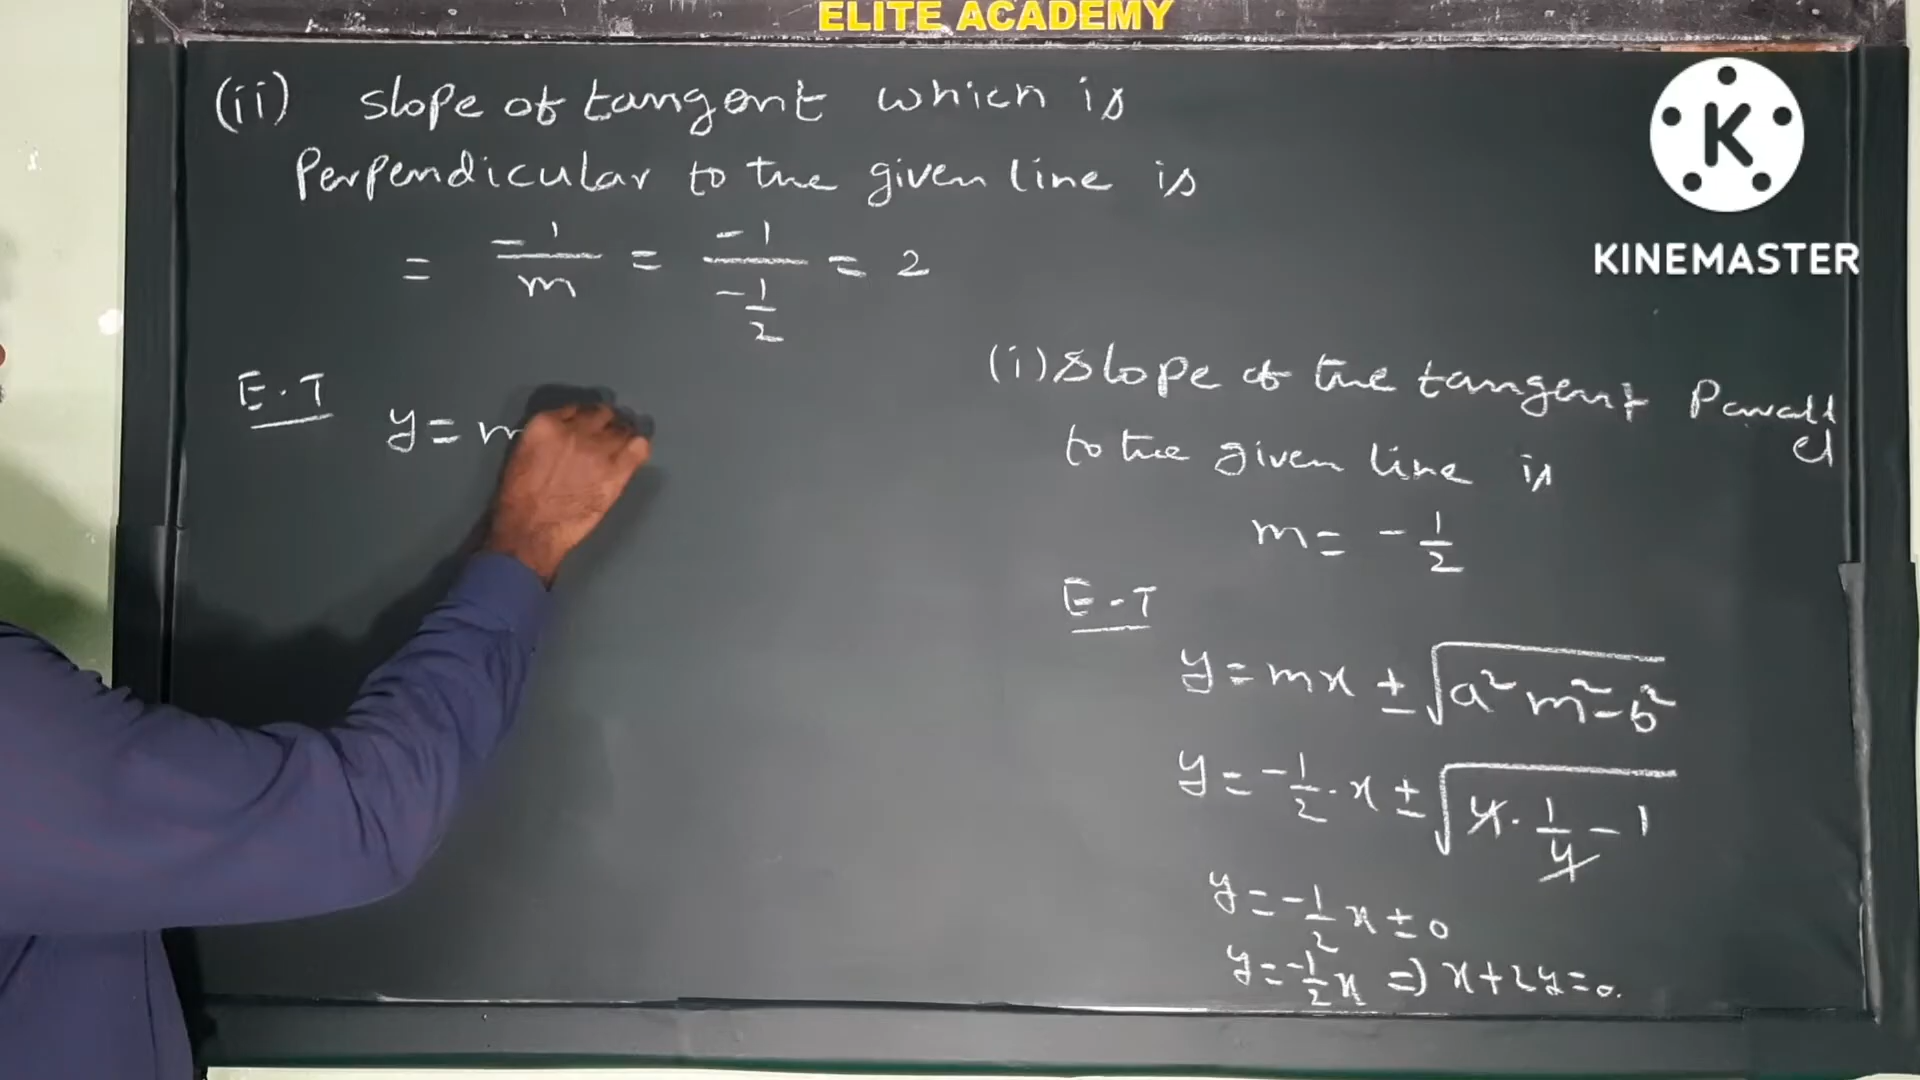 ELITE ACADEMY
(ii) slope of tangent which is
Perpendicular to the given line is
= -1/m = -1/(-1/2) = 2
E.T y = m
K
KINEMASTER
(i) slope of the tangent Parallel
to the given line is
m = -1/2
E.T
y = mx ± √(a²m²-b²)
y = -1/2 . x ± √(4 . 1/4 - 1)
y = -1/2 x ± 0
y = -1/2 x ⇒ x+2y=0.